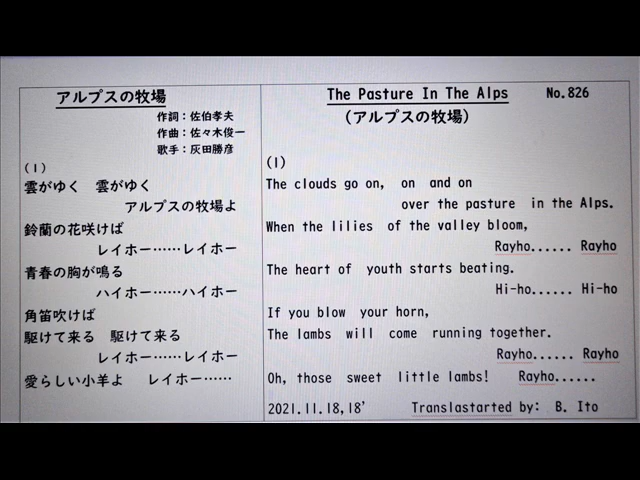 アルプスの牧場
作詞:佐伯孝夫
作曲:佐々木俊一
歌手:灰田勝彦
(1)
雲がゆく 雲がゆく
アルプスの牧場よ
鈴蘭の花咲けば
レイホー……レイホー
青春の胸が鳴る
ハイホー……ハイホー
角笛吹けば
駆けて来る 駆けて来る
レイホー……レイホー
愛らしい小羊よ レイホー……
The Pasture In The Alps No.826
(アルプスの牧場)
(1)
The clouds go on, on and on
over the pasture in the Alps.
When the lilies of the valley bloom,
Rayho...... Rayho
The heart of youth starts beating.
Hi-ho...... Hi-ho
If you blow your horn,
The lambs will come running together.
Rayho...... Rayho
Oh, those sweet little lambs! Rayho......
2021.11.18,18' Translastarted by: B. Ito